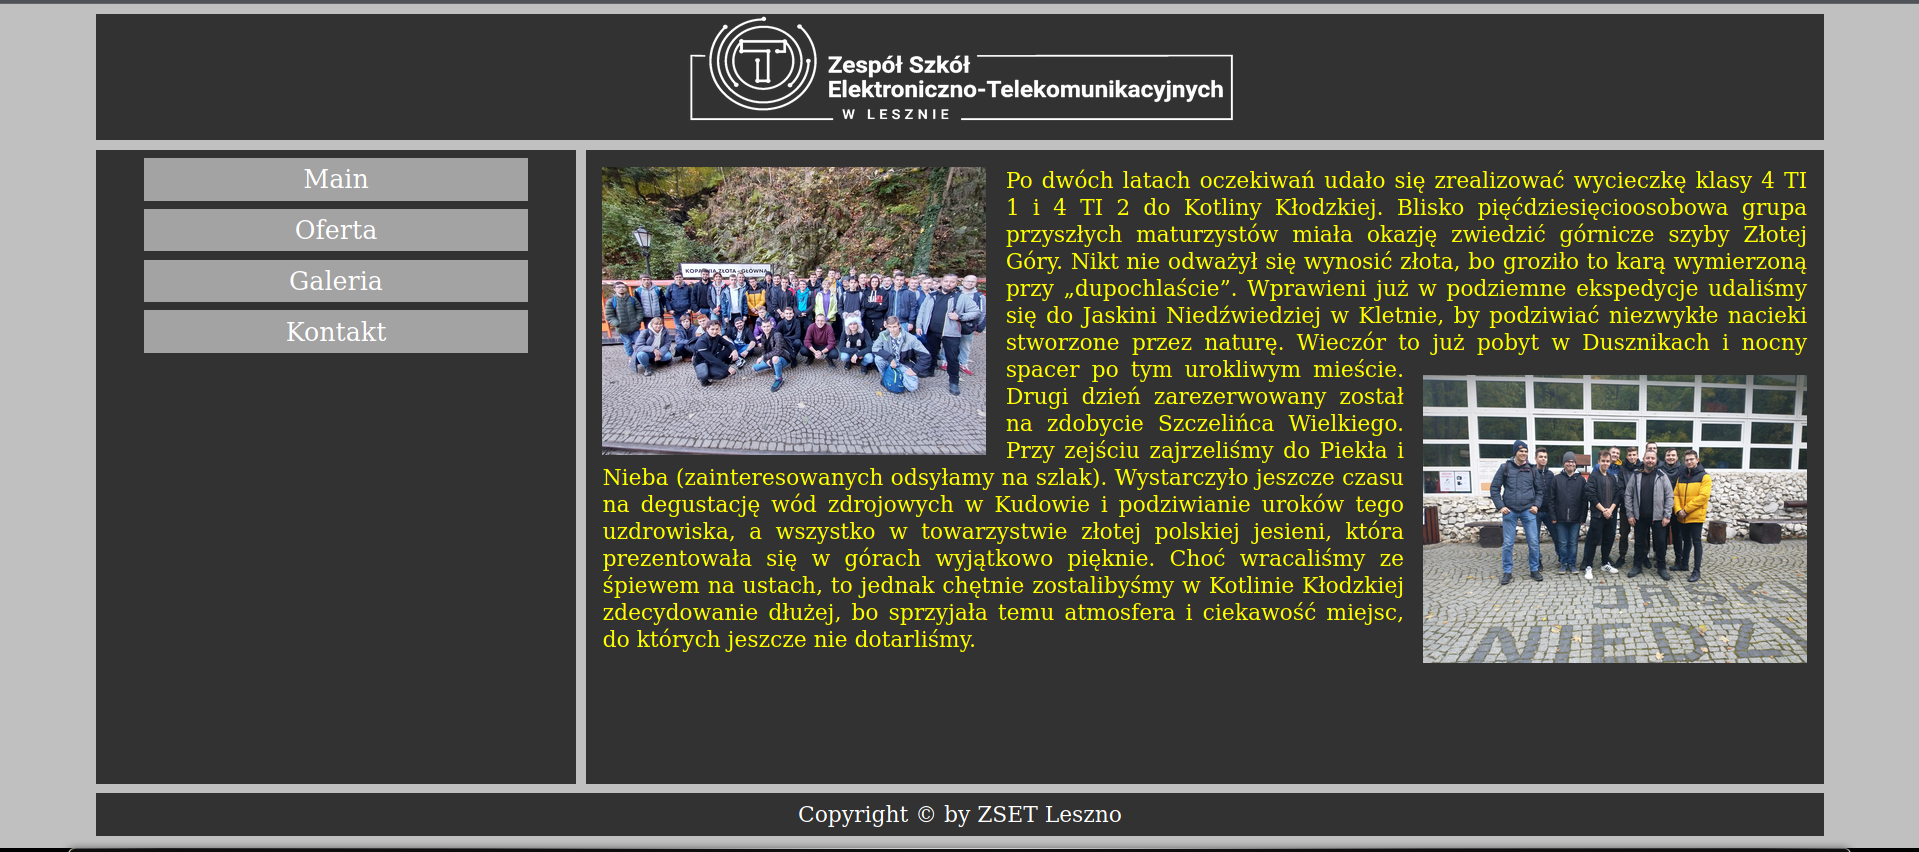 Zespół Szkół
Elektroniczno-Telekomunikacyjnych
W LESZNIE
Main
Oferta
Galeria
Kontakt
KOPALNIA ZŁOTA - GŁÓWNA
Po dwóch latach oczekiwań udało się zrealizować wycieczkę klasy 4 TI
1 i 4 TI 2 do Kotliny Kłodzkiej. Blisko pięćdziesięcioosobowa grupa
przyszłych maturzystów miała okazję zwiedzić górnicze szyby Złotej
Góry. Nikt nie odważył się wynosić złota, bo groziło to karą wymierzoną
przy „dupochlaście”. Wprawieni już w podziemne ekspedycje udaliśmy
się do Jaskini Niedźwiedziej w Kletnie, by podziwiać niezwykłe nacieki
stworzone przez naturę. Wieczór to już pobyt w Dusznikach i nocny
spacer po tym urokliwym mieście.
Drugi dzień zarezerwowany został
na zdobycie Szczelińca Wielkiego.
Przy zejściu zajrzeliśmy do Piekła i
Nieba (zainteresowanych odsyłamy na szlak). Wystarczyło jeszcze czasu
na degustację wód zdrojowych w Kudowie i podziwianie uroków tego
uzdrowiska, a wszystko w towarzystwie złotej polskiej jesieni, która
prezentowała się w górach wyjątkowo pięknie. Choć wracaliśmy ze
śpiewem na ustach, to jednak chętnie zostalibyśmy w Kotlinie Kłodzkiej
zdecydowanie dłużej, bo sprzyjała temu atmosfera i ciekawość miejsc,
do których jeszcze nie dotarliśmy.
JASKI
NIEDZ
Copyright © by ZSET Leszno